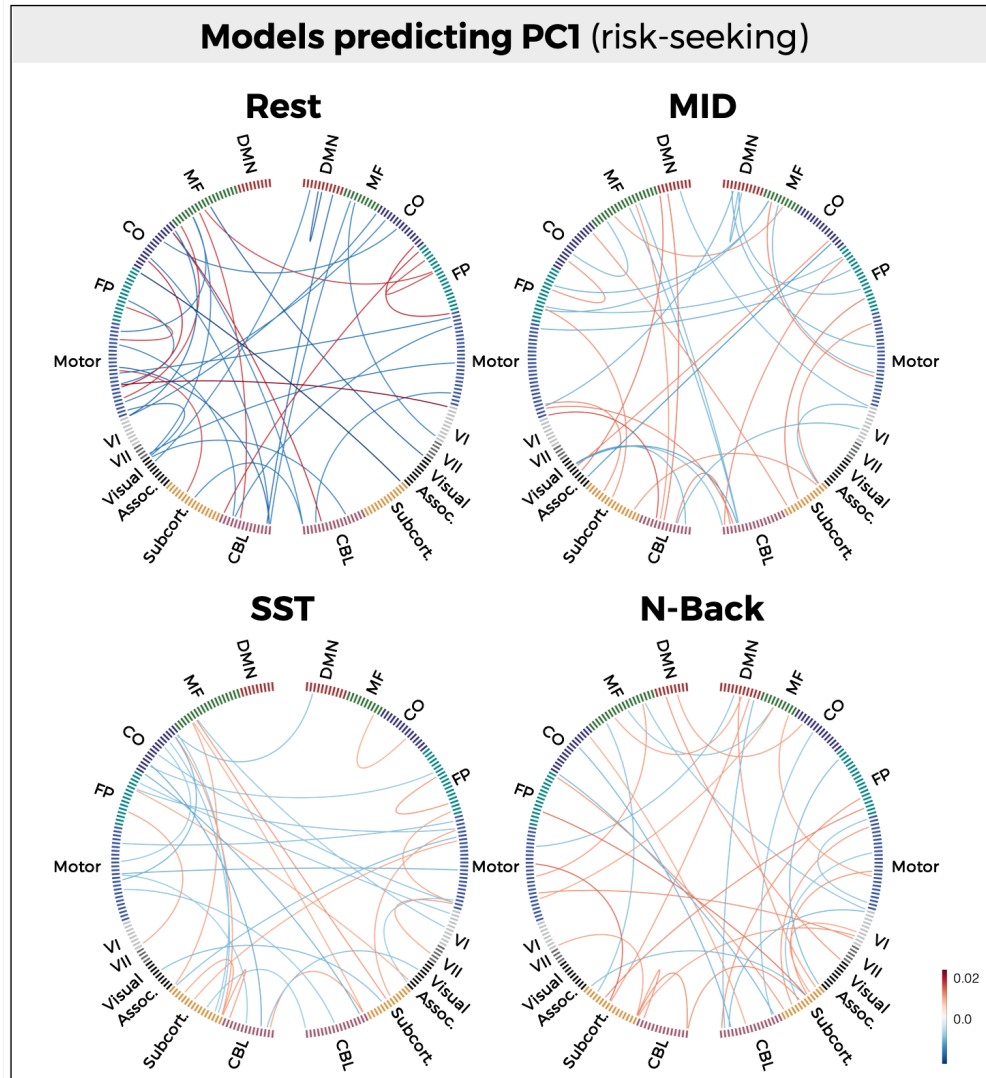 Models predicting PC1 (risk-seeking)
Rest
MID
DMN
DMN
MF
MF
CO
CO
FP
FP
Motor
Motor
VI
VI
VII
VII
Visual
Assoc.
Visual
Assoc.
Subcort.
Subcort.
CBL
CBL
DMN
DMN
MF
MF
CO
CO
FP
FP
Motor
VI
VI
VII
VII
Visual
Assoc.
Visual
Assoc.
Subcort.
Subcort.
CBL
CBL
SST
N-Back
DMN
DMN
MF
MF
CO
CO
FP
FP
Motor
Motor
VI
VI
VII
VII
Visual
Assoc.
Visual
Assoc.
Subcort.
Subcort.
CBL
CBL
DMN
DMN
MF
MF
CO
CO
FP
FP
Motor
VI
VI
VII
VII
Visual
Assoc.
Visual
Assoc.
Subcort.
Subcort.
CBL
CBL
0.02
0.0